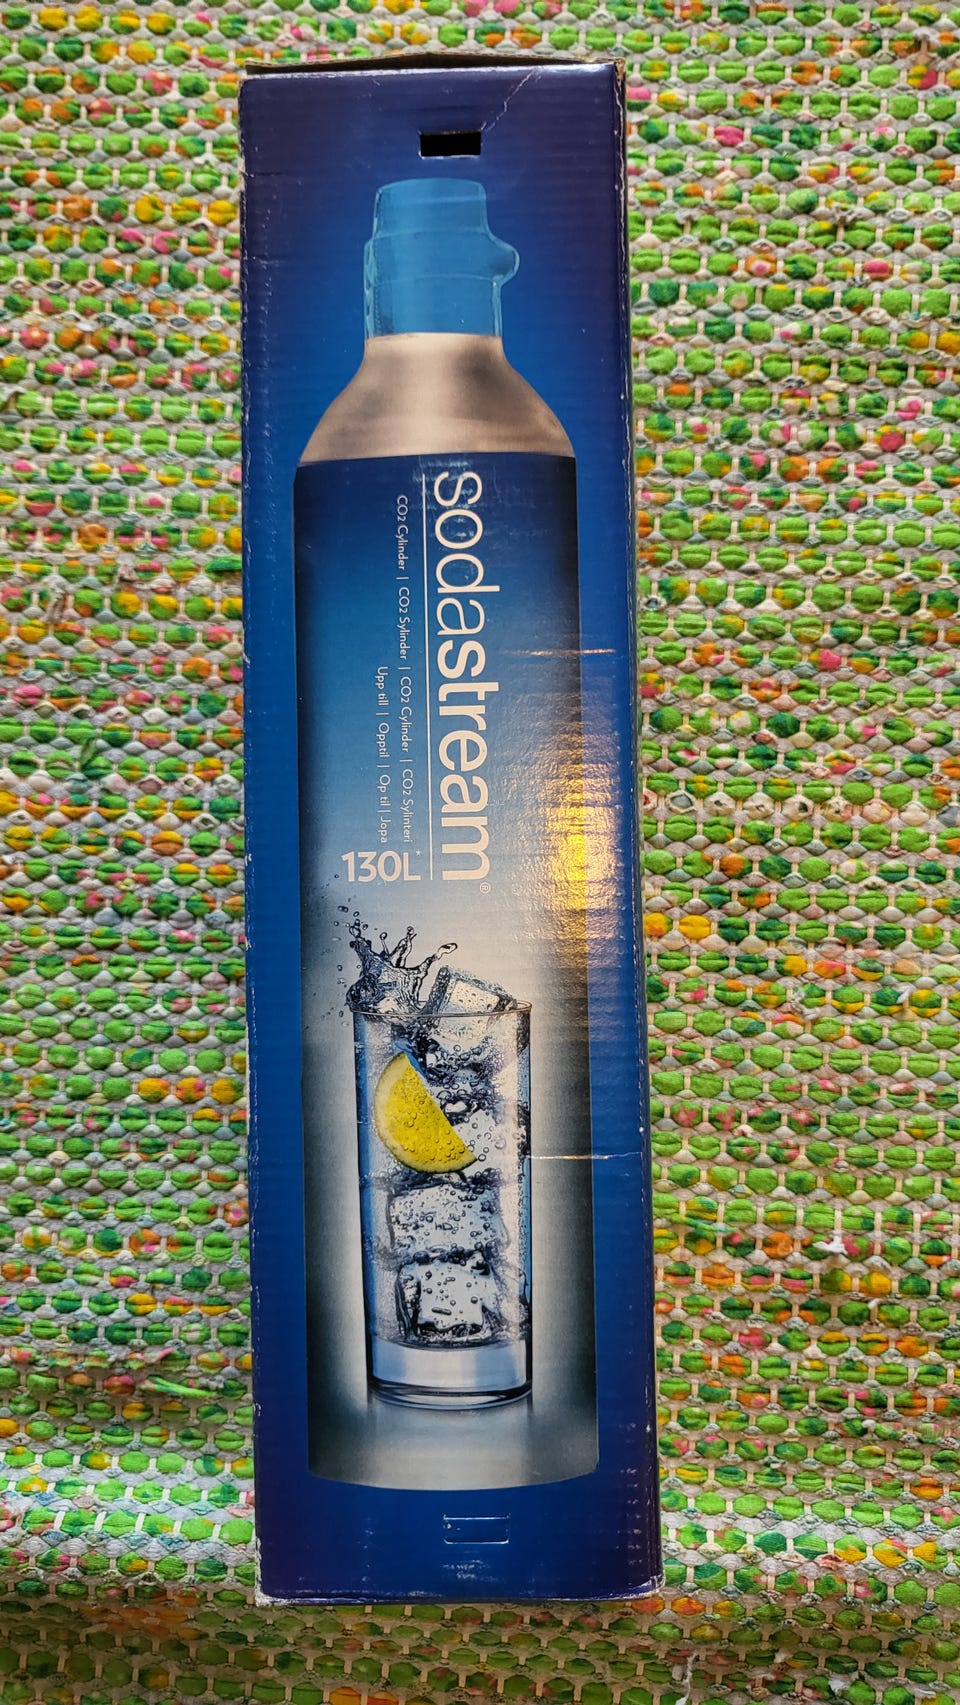 sodastream®
CO2 Cylinder | CO2 Sylinder | CO2 Cylinder | CO2 Sylinteri
Upp till | Opptil | Op til | Jopa
130L*